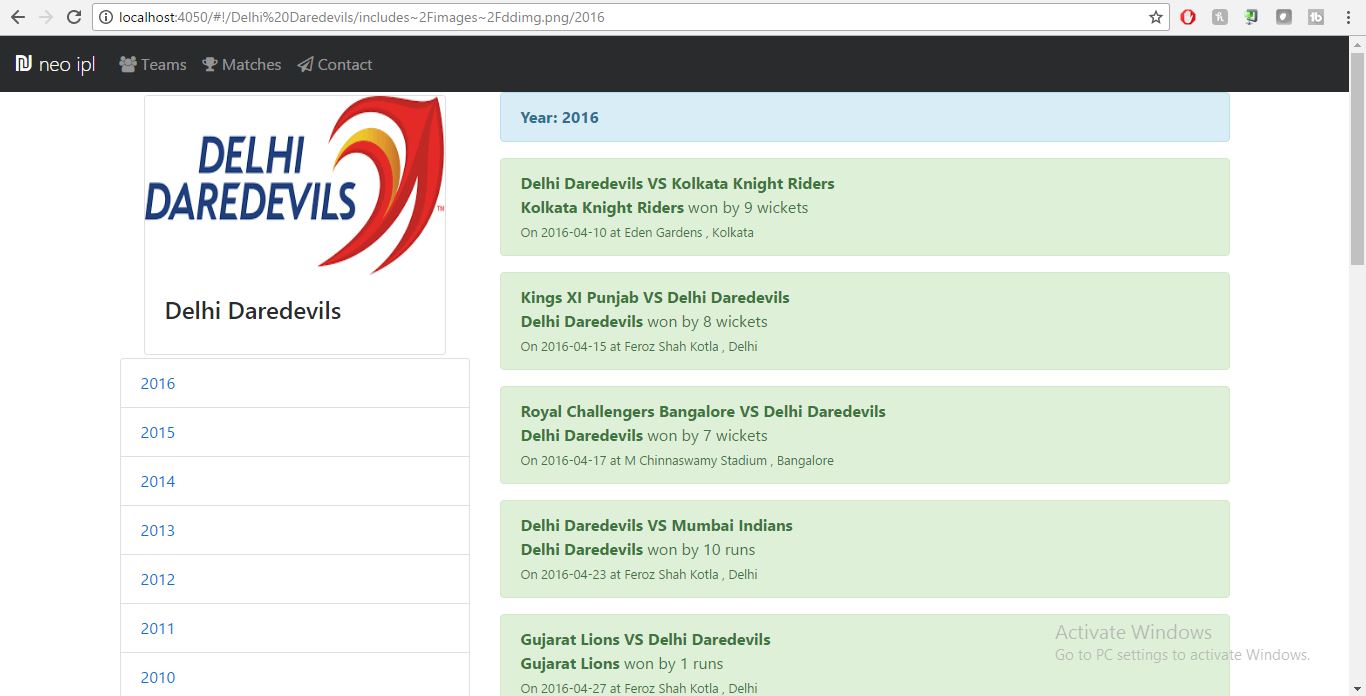 localhost:4050/#!/Delhi%20Daredevils/includes~2Fimages~2Fddimg.png/2016
neo ipl Teams Matches Contact
DELHI
DAREDEVILS
TM
Delhi Daredevils
2016
2015
2014
2013
2012
2011
2010
Year: 2016
Delhi Daredevils VS Kolkata Knight Riders
Kolkata Knight Riders won by 9 wickets
On 2016-04-10 at Eden Gardens , Kolkata
Kings XI Punjab VS Delhi Daredevils
Delhi Daredevils won by 8 wickets
On 2016-04-15 at Feroz Shah Kotla , Delhi
Royal Challengers Bangalore VS Delhi Daredevils
Delhi Daredevils won by 7 wickets
On 2016-04-17 at M Chinnaswamy Stadium , Bangalore
Delhi Daredevils VS Mumbai Indians
Delhi Daredevils won by 10 runs
On 2016-04-23 at Feroz Shah Kotla , Delhi
Gujarat Lions VS Delhi Daredevils
Gujarat Lions won by 1 runs
On 2016-04-27 at Feroz Shah Kotla , Delhi
Activate Windows
Go to PC settings to activate Windows.